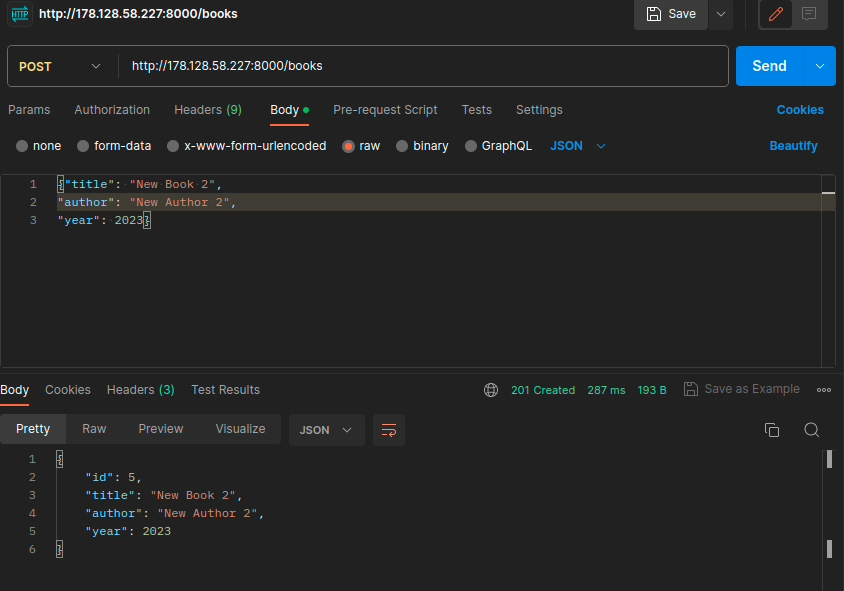 HTTP http://178.128.58.227:8000/books Save
POST http://178.128.58.227:8000/books Send
Params Authorization Headers (9) Body Pre-request Script Tests Settings Cookies
none form-data x-www-form-urlencoded raw binary GraphQL JSON Beautify
1 {"title": "New Book 2",
2 "author": "New Author 2",
3 "year": 2023}
Body Cookies Headers (3) Test Results 201 Created 287 ms 193 B Save as Example
Pretty Raw Preview Visualize JSON
1 {
2 "id": 5,
3 "title": "New Book 2",
4 "author": "New Author 2",
5 "year": 2023
6 }